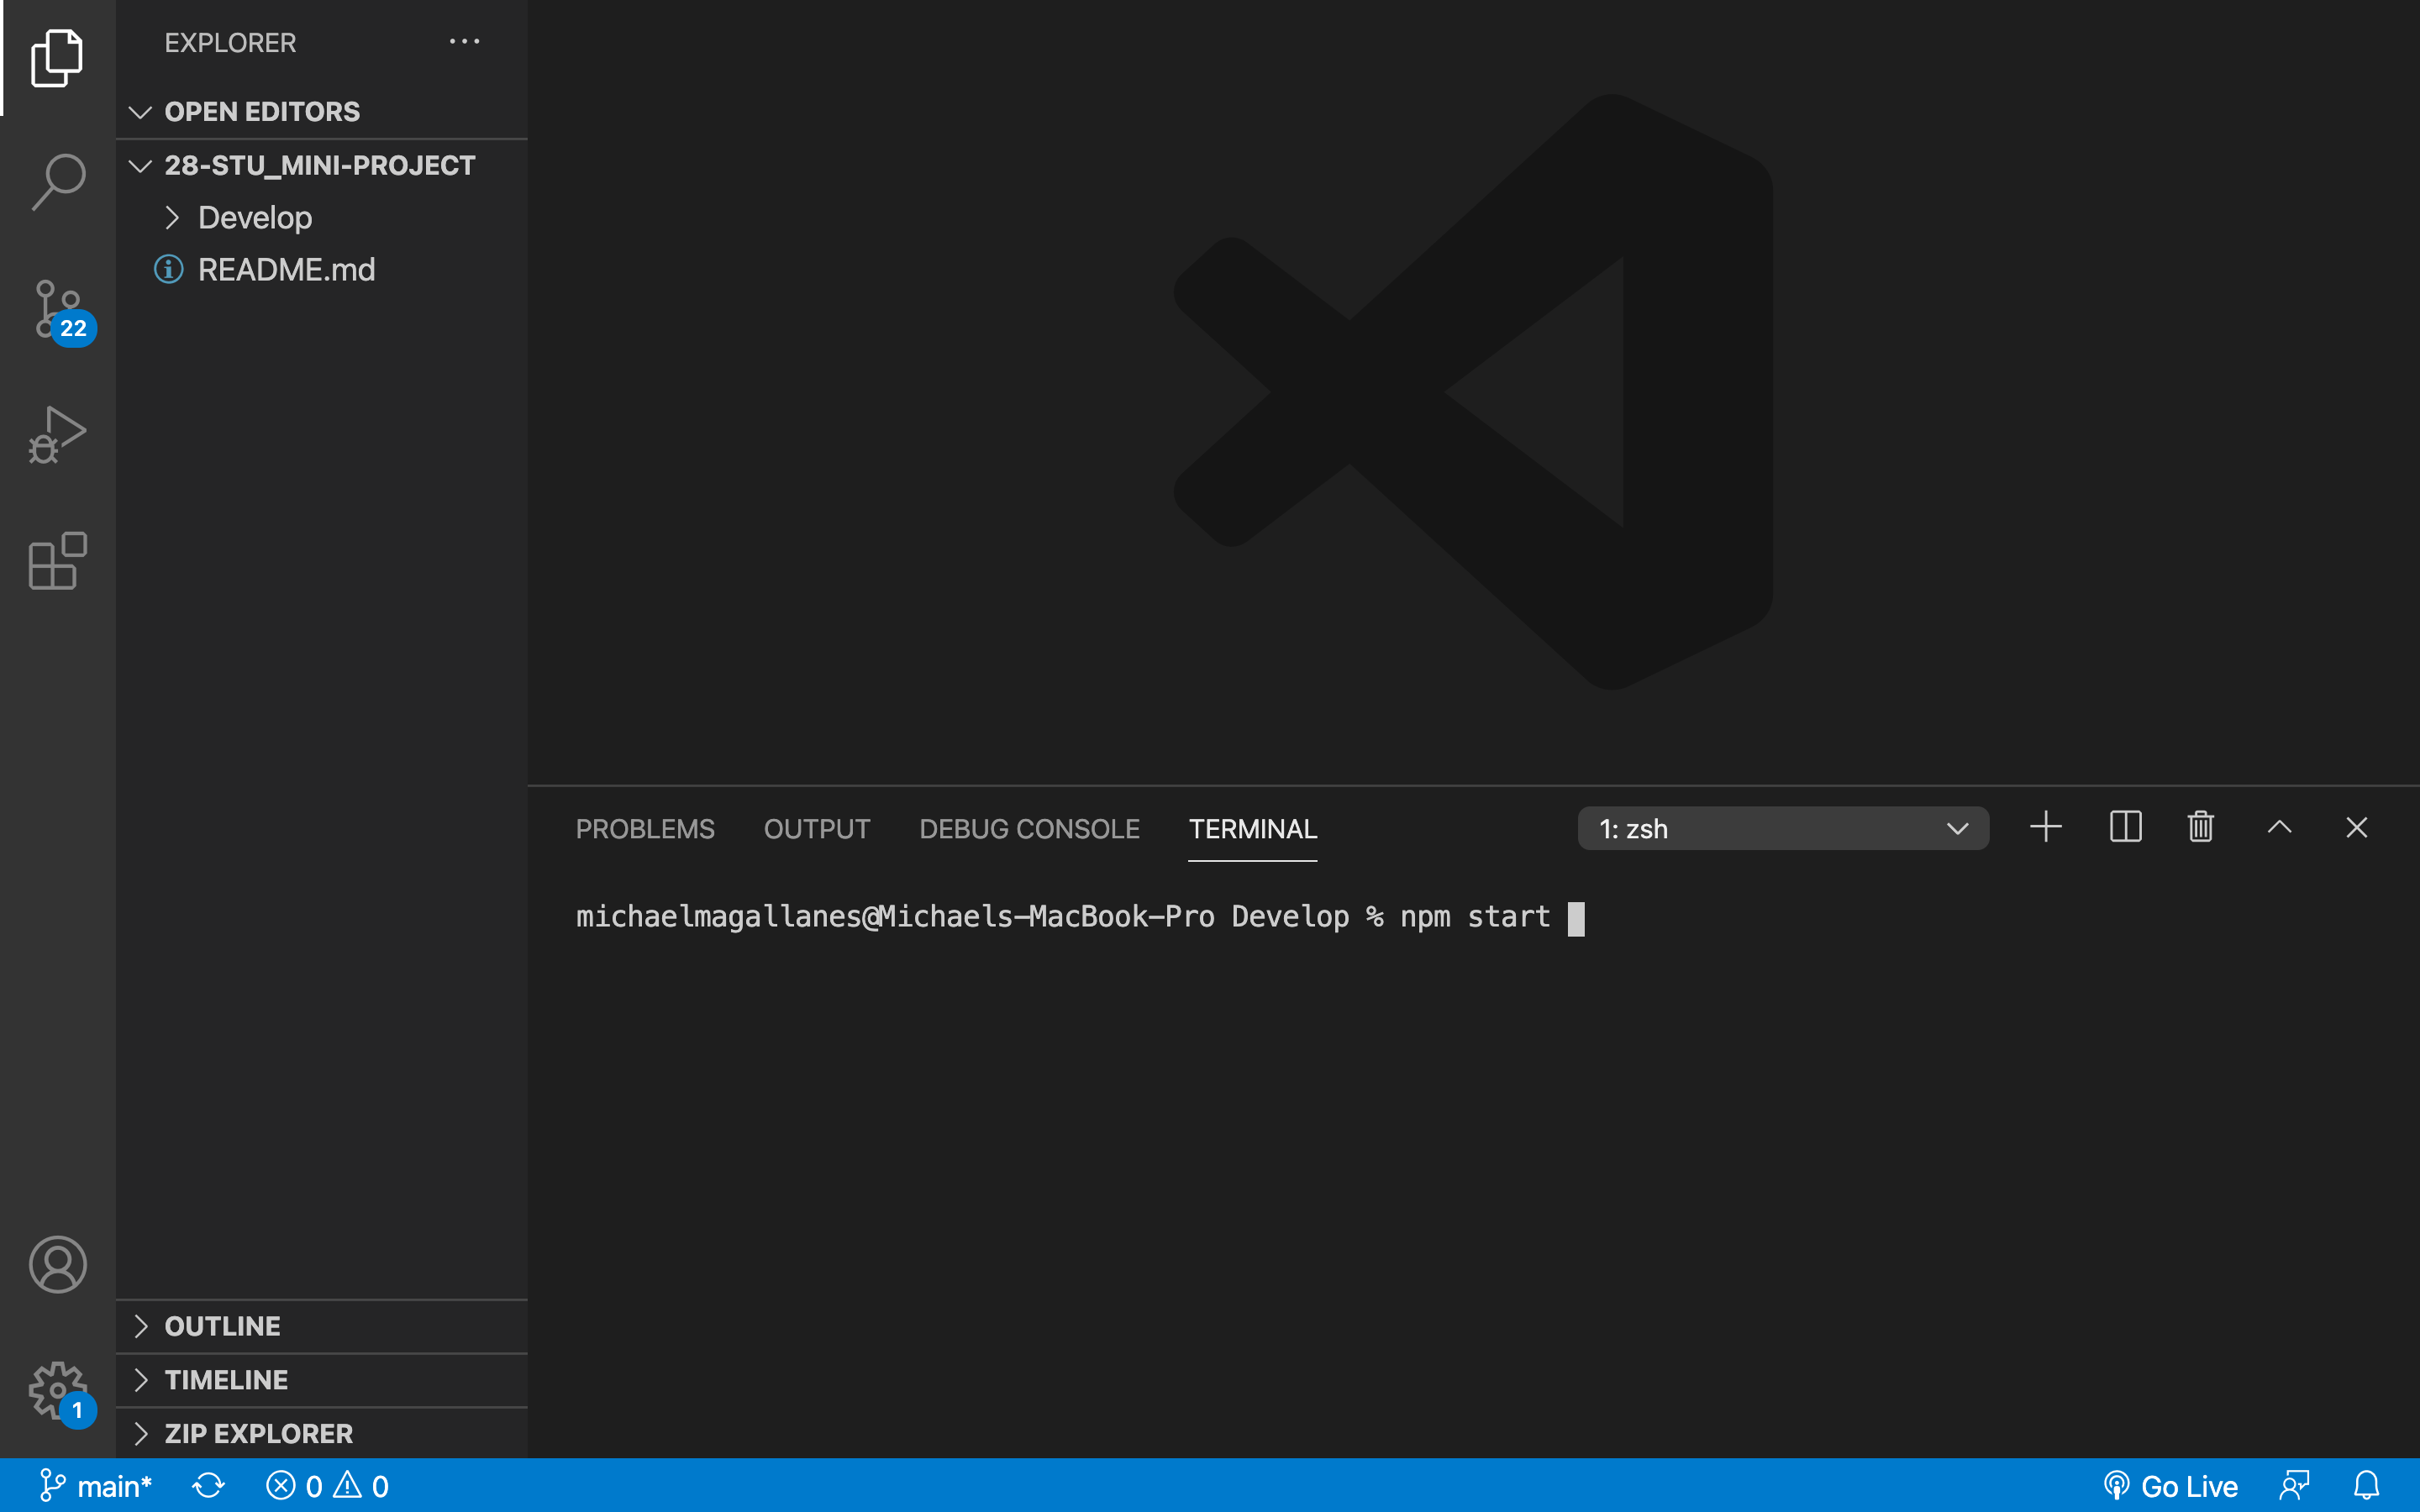 EXPLORER
OPEN EDITORS
28-STU_MINI-PROJECT
Develop
README.md
22
OUTLINE
TIMELINE
1
ZIP EXPLORER
PROBLEMS OUTPUT DEBUG CONSOLE TERMINAL 1: zsh
michaelmagallanes@Michaels-MacBook-Pro Develop % npm start
main* 0 0 Go Live